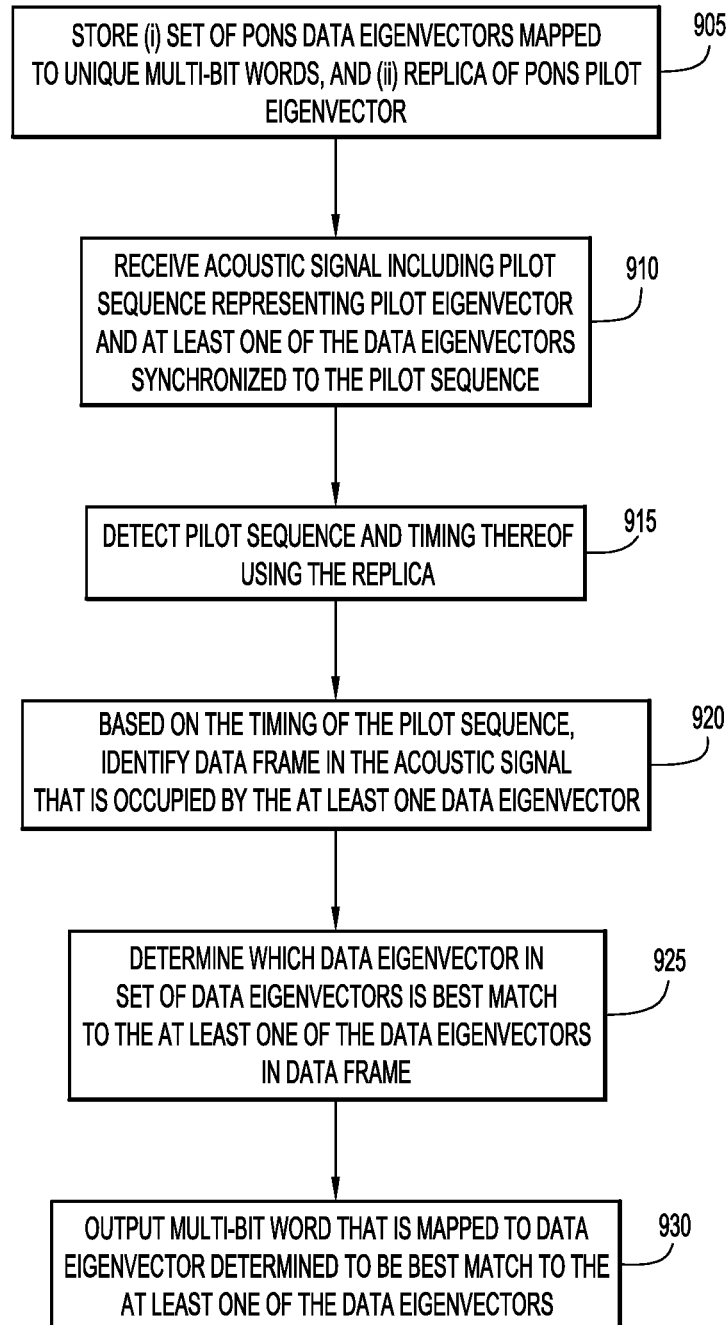 STORE (i) SET OF PONS DATA EIGENVECTORS MAPPED
TO UNIQUE MULTI-BIT WORDS, AND (ii) REPLICA OF PONS PILOT
EIGENVECTOR
905
RECEIVE ACOUSTIC SIGNAL INCLUDING PILOT
SEQUENCE REPRESENTING PILOT EIGENVECTOR
AND AT LEAST ONE OF THE DATA EIGENVECTORS
SYNCHRONIZED TO THE PILOT SEQUENCE
910
DETECT PILOT SEQUENCE AND TIMING THEREOF
USING THE REPLICA
915
BASED ON THE TIMING OF THE PILOT SEQUENCE,
IDENTIFY DATA FRAME IN THE ACOUSTIC SIGNAL
THAT IS OCCUPIED BY THE AT LEAST ONE DATA EIGENVECTOR
920
DETERMINE WHICH DATA EIGENVECTOR IN
SET OF DATA EIGENVECTORS IS BEST MATCH
TO THE AT LEAST ONE OF THE DATA EIGENVECTORS
IN DATA FRAME
925
OUTPUT MULTI-BIT WORD THAT IS MAPPED TO DATA
EIGENVECTOR DETERMINED TO BE BEST MATCH TO THE
AT LEAST ONE OF THE DATA EIGENVECTORS
930